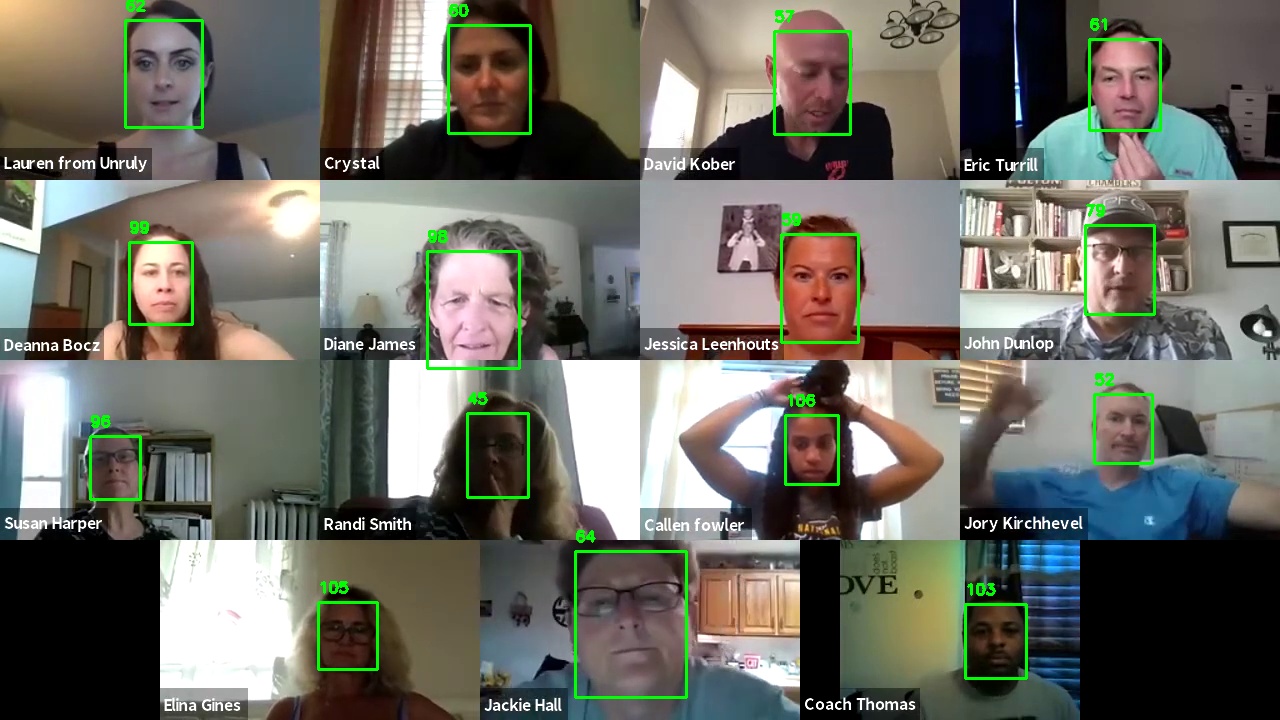 62
60
57
61
Lauren from Unruly
Crystal
David Kober
Eric Turrill
99
98
59
79
Deanna Bocz
Diane James
Jessica Leenhouts
John Dunlop
96
45
106
52
Susan Harper
Randi Smith
Callen fowler
Jory Kirchhevel
105
64
103
OVE
Elina Gines
Jackie Hall
Coach Thomas